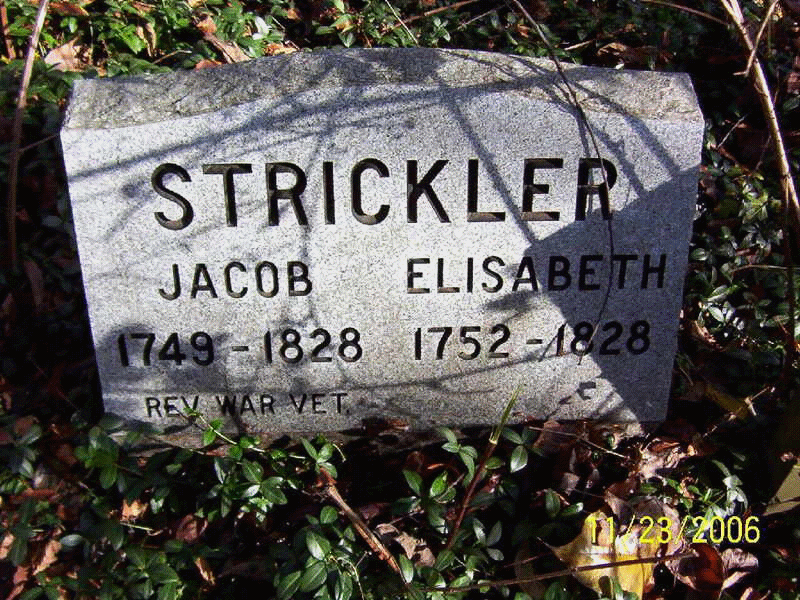 STRICKLER
JACOB ELISABETH
1749 - 1828 1752 - 1828
REV. WAR VET.
11/23/2006